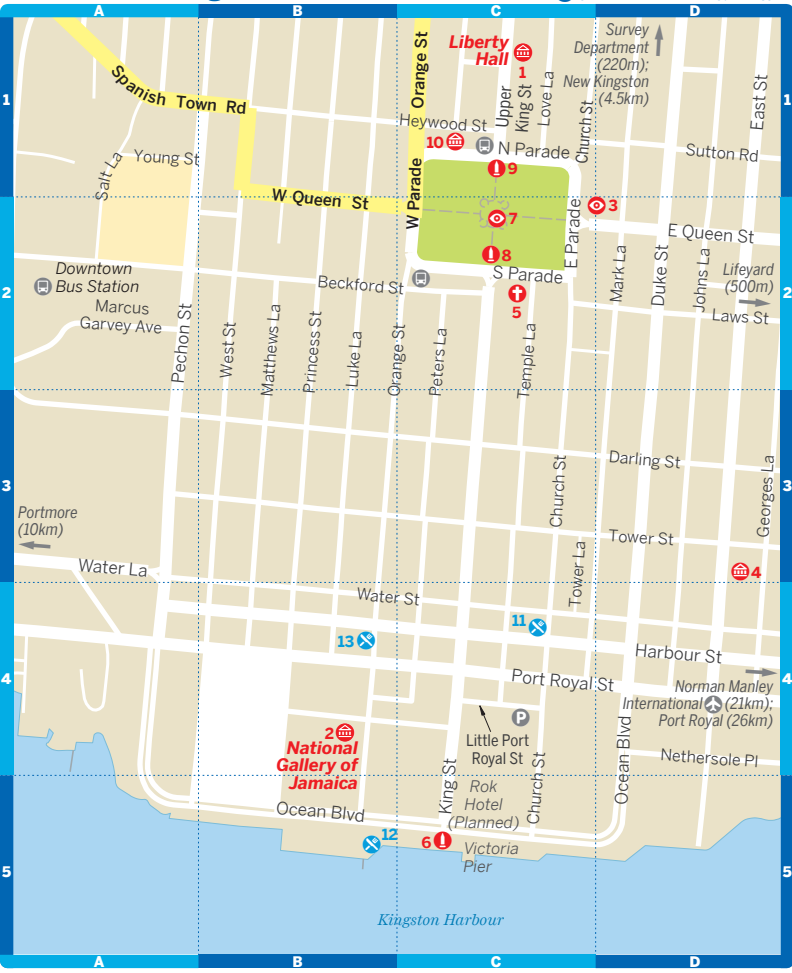 A B C D
1
2
3
4
5
1
2
3
4
5
A B C D
Spanish Town Rd
Orange St
Liberty
Hall
1
Upper
King St
Love La
Church St
Survey
Department
(220m);
New Kingston
(4.5km)
East St
Heywood St
10
N Parade
9
Sutton Rd
Salt La
Young St
W Queen St
W Parade
7
8
E Parade
3
E Queen St
S Parade
5
Downtown
Bus Station
Marcus
Garvey Ave
Beckford St
Mark La
Duke St
Johns La
Lifeyard
(500m)
Laws St
Pechon St
West St
Matthews La
Princess St
Luke La
Orange St
Peters La
Temple La
Darling St
Church St
Georges La
Portmore
(10km)
Tower St
Tower La
4
Water La
Water St
11
13
Harbour St
Port Royal St
Norman Manley
International (21km);
Port Royal (26km)
P
Little Port
Royal St
2
National
Gallery of
Jamaica
Nethersole Pl
Ocean Blvd
King St
Church St
Rok
Hotel
(Planned)
Ocean Blvd
12
6
Victoria
Pier
Kingston Harbour